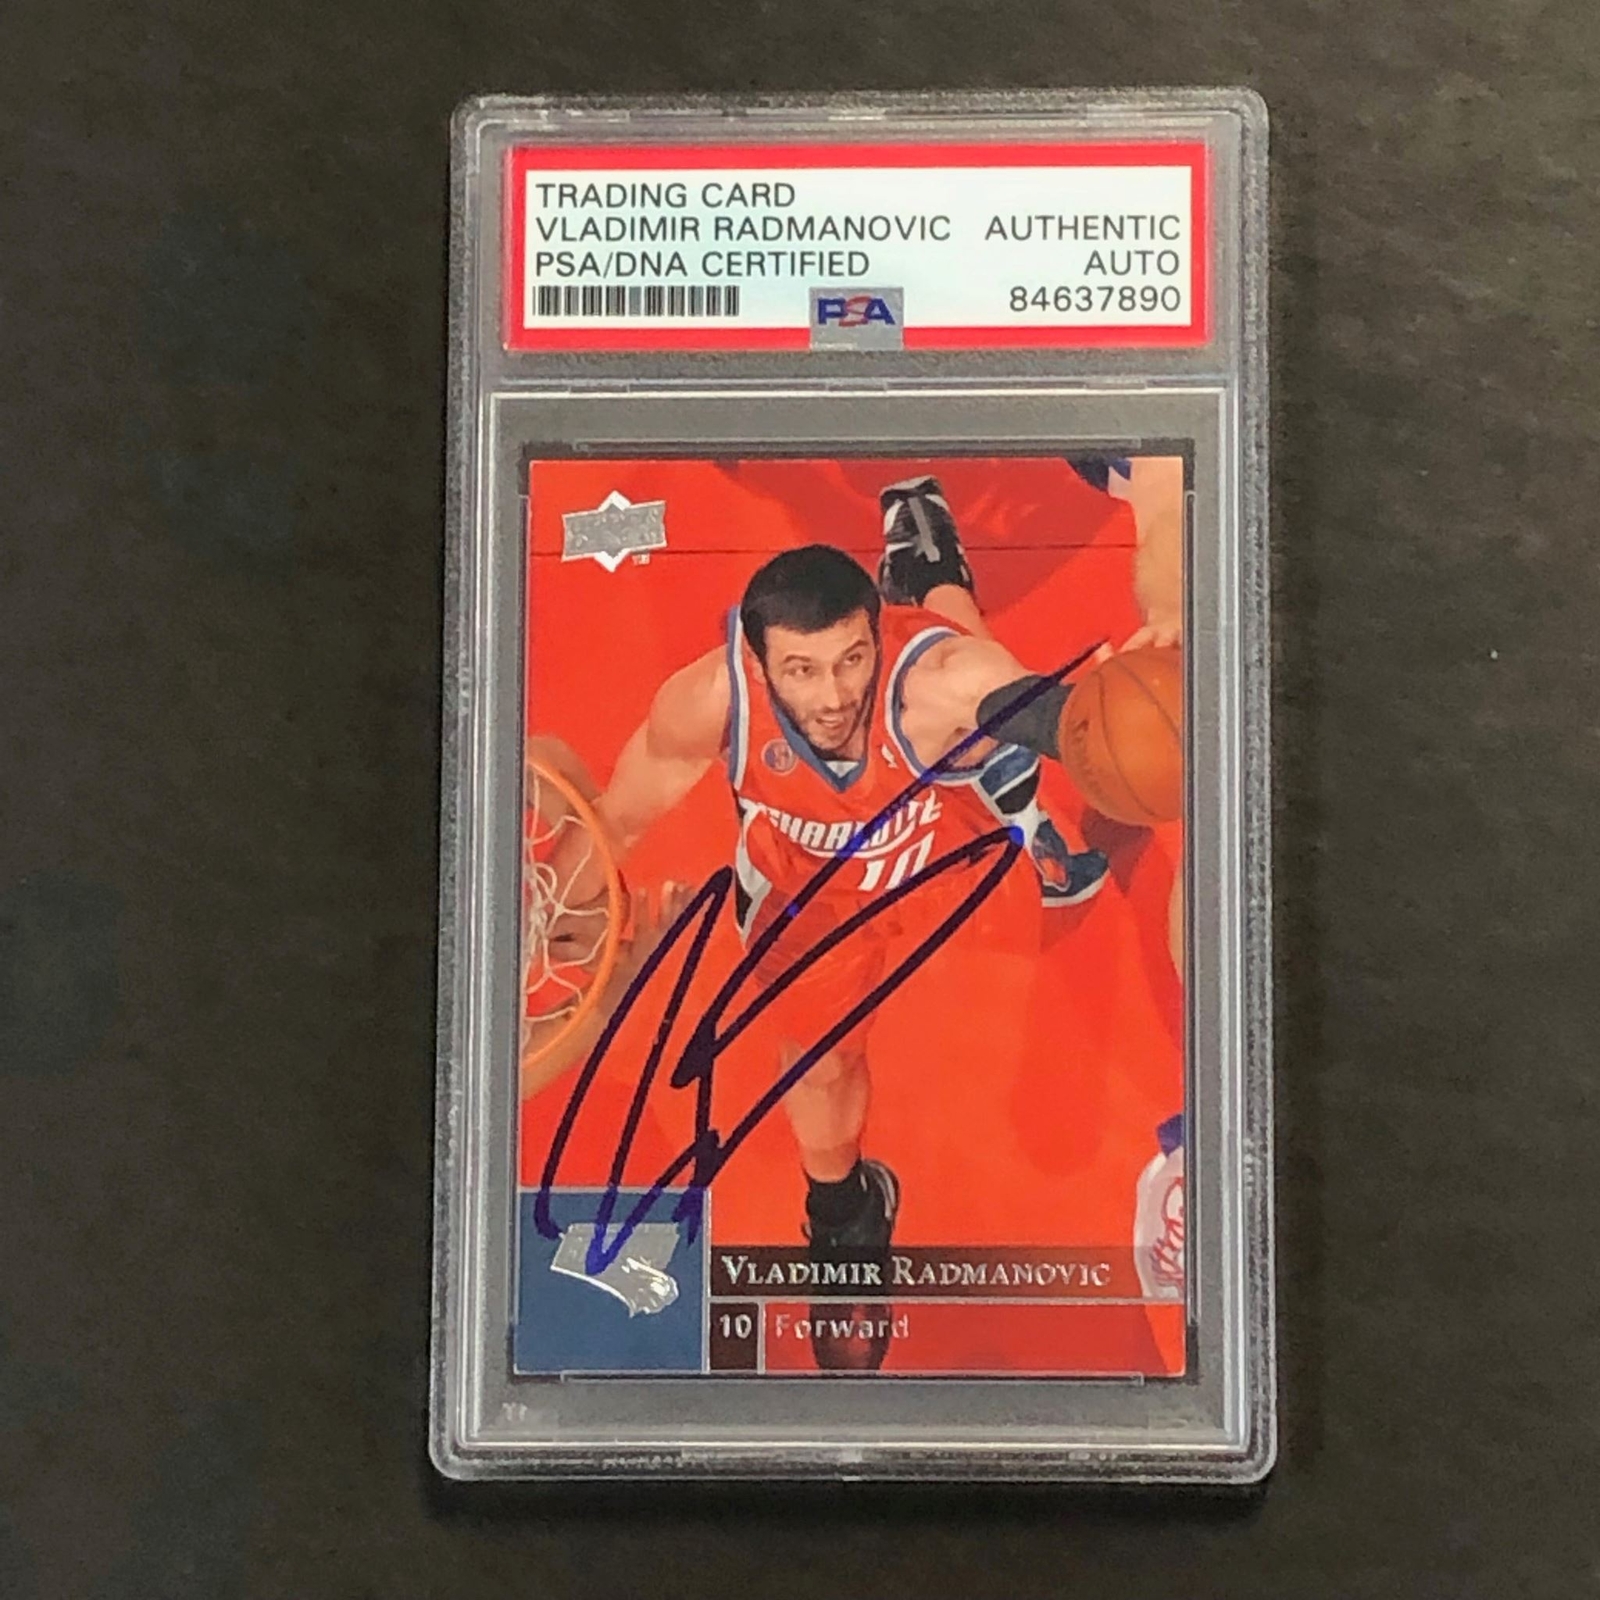 TRADING CARD
VLADIMIR RADMANOVIC AUTHENTIC
PSA/DNA CERTIFIED AUTO
84637890
PSA
CHARLOTTE
10
VLADIMIR RADMANOVIC
10 Forward